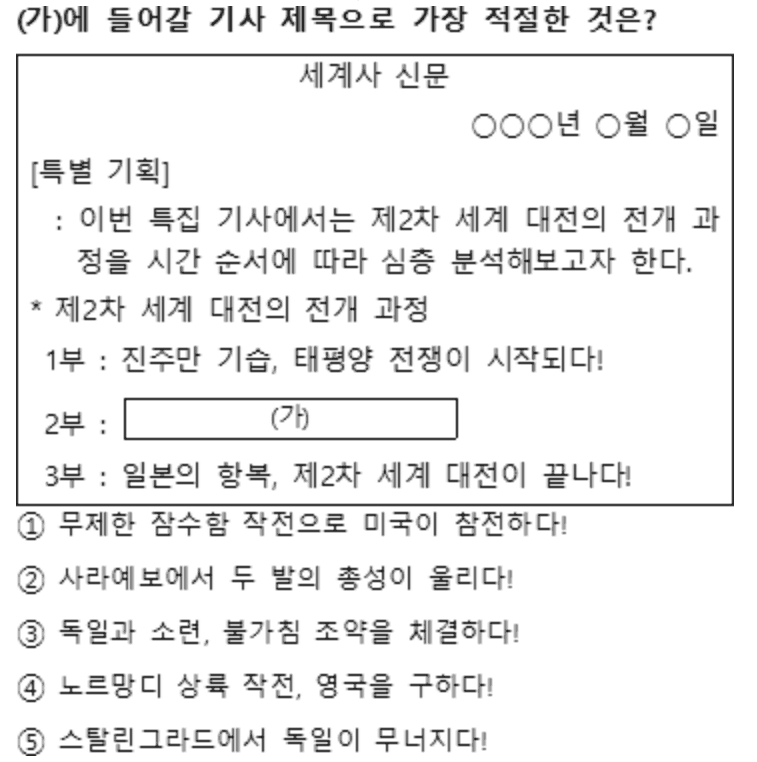 (가)에 들어갈 기사 제목으로 가장 적절한 것은?
세계사 신문
○○○년 ○월 ○일
[특별 기획]
: 이번 특집 기사에서는 제2차 세계 대전의 전개 과
정을 시간 순서에 따라 심층 분석해보고자 한다.
* 제2차 세계 대전의 전개 과정
1부 : 진주만 기습, 태평양 전쟁이 시작되다!
2부 : (가)
3부 : 일본의 항복, 제2차 세계 대전이 끝나다!
① 무제한 잠수함 작전으로 미국이 참전하다!
② 사라예보에서 두 발의 총성이 울리다!
③ 독일과 소련, 불가침 조약을 체결하다!
④ 노르망디 상륙 작전, 영국을 구하다!
⑤ 스탈린그라드에서 독일이 무너지다!